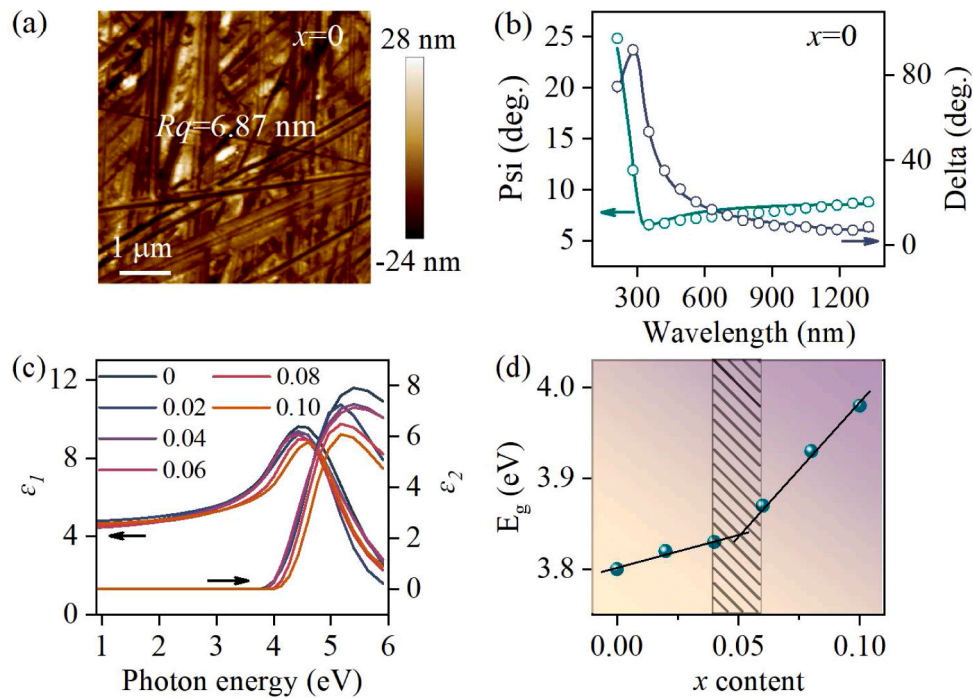 (a)
x=0
28 nm
Rq=6.87 nm
1 μm
-24 nm
(b)
x=0
25
20
15
10
5
Psi (deg.)
80
40
0
Delta (deg.)
300 600 900 1200
Wavelength (nm)
(c)
12
8
4
0
ε1
0 0.08
0.02 0.10
0.04
0.06
8
6
4
2
0
ε2
1 2 3 4 5 6
Photon energy (eV)
(d)
4.0
3.9
3.8
Eg (eV)
0.00 0.05 0.10
x content